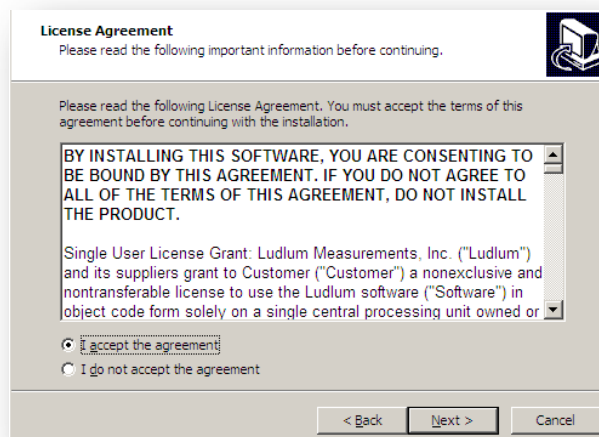 License Agreement
Please read the following important information before continuing.
Please read the following License Agreement. You must accept the terms of this
agreement before continuing with the installation.
BY INSTALLING THIS SOFTWARE, YOU ARE CONSENTING TO
BE BOUND BY THIS AGREEMENT. IF YOU DO NOT AGREE TO
ALL OF THE TERMS OF THIS AGREEMENT, DO NOT INSTALL
THE PRODUCT.
Single User License Grant: Ludlum Measurements, Inc. ("Ludlum")
and its suppliers grant to Customer ("Customer") a nonexclusive and
nontransferable license to use the Ludlum software ("Software") in
object code form solely on a single central processing unit owned or
I accept the agreement
I do not accept the agreement
< Back Next > Cancel